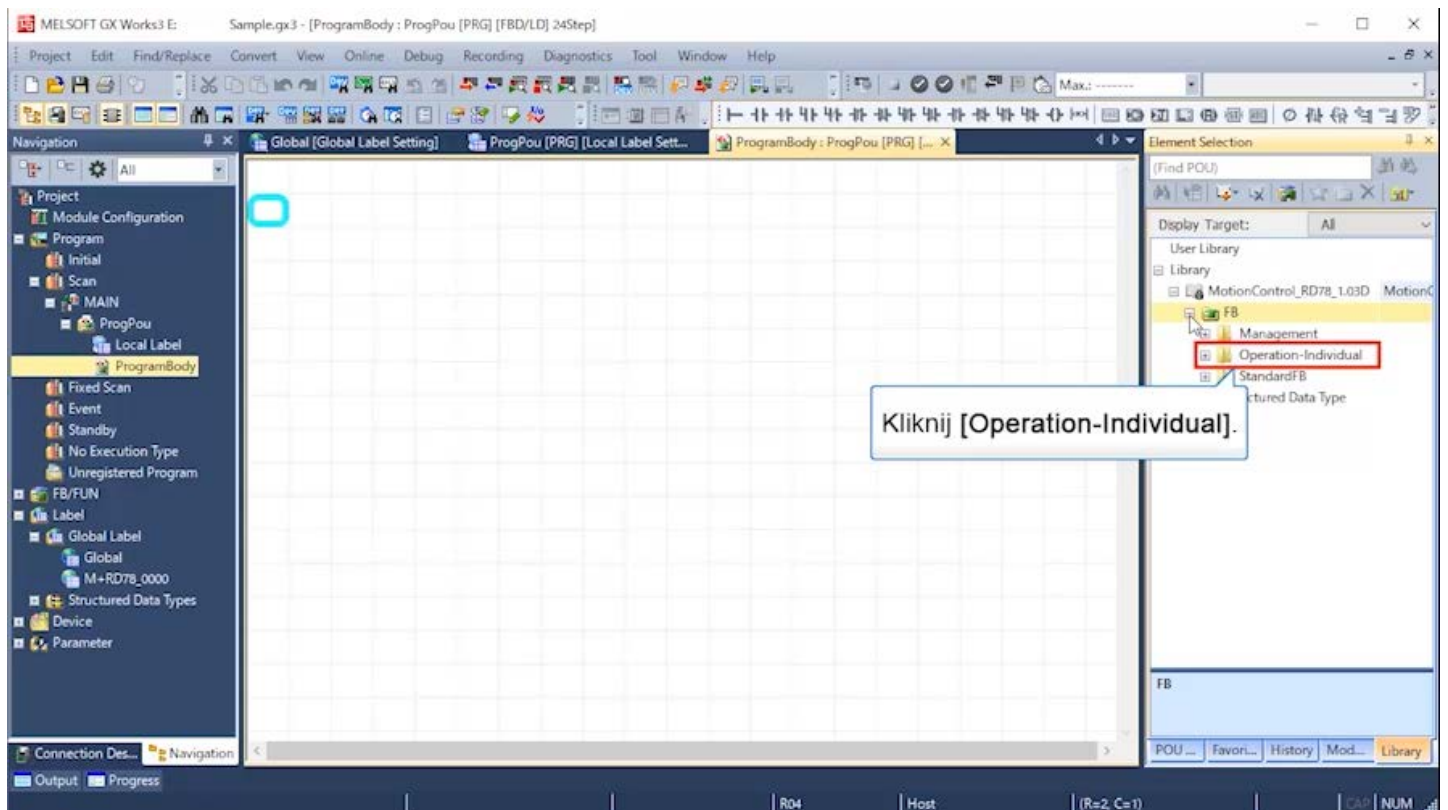 MELSOFT GX Works3 E: Sample.gx3 - [ProgramBody : ProgPou [PRG] [FBD/LD] 24Step]
Project Edit Find/Replace Convert View Online Debug Recording Diagnostics Tool Window Help
Max.: -------
Navigation
All
Project
Module Configuration
Program
Initial
Scan
MAIN
ProgPou
Local Label
ProgramBody
Fixed Scan
Event
Standby
No Execution Type
Unregistered Program
FB/FUN
Label
Global Label
Global
M+RD78_0000
Structured Data Types
Device
Parameter
Connection Des... Navigation
Output Progress
Global [Global Label Setting] ProgPou [PRG] [Local Label Sett... ProgramBody : ProgPou [PRG] [...
Element Selection
(Find POU)
Display Target: All
User Library
Library
MotionControl_RD78_1.03D MotionC
FB
Management
Operation-Individual
StandardFB
ctured Data Type
Kliknij [Operation-Individual].
FB
POU ... Favori... History Mod... Library
R04 Host (R=2, C=1) CAP NUM